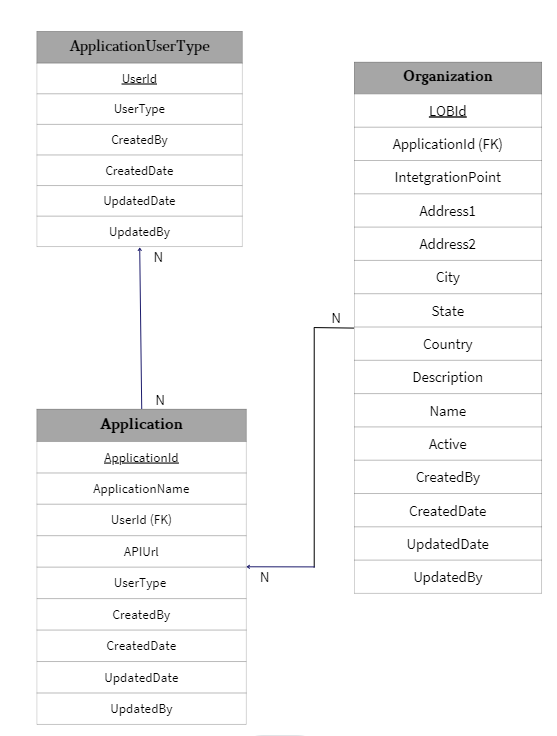 ApplicationUserType
UserId
UserType
CreatedBy
CreatedDate
UpdatedDate
UpdatedBy
N
N
Application
ApplicationId
ApplicationName
UserId (FK)
APIUrl
UserType
CreatedBy
CreatedDate
UpdatedDate
UpdatedBy
N
N
Organization
LOBId
ApplicationId (FK)
IntetgrationPoint
Address1
Address2
City
State
Country
Description
Name
Active
CreatedBy
CreatedDate
UpdatedDate
UpdatedBy